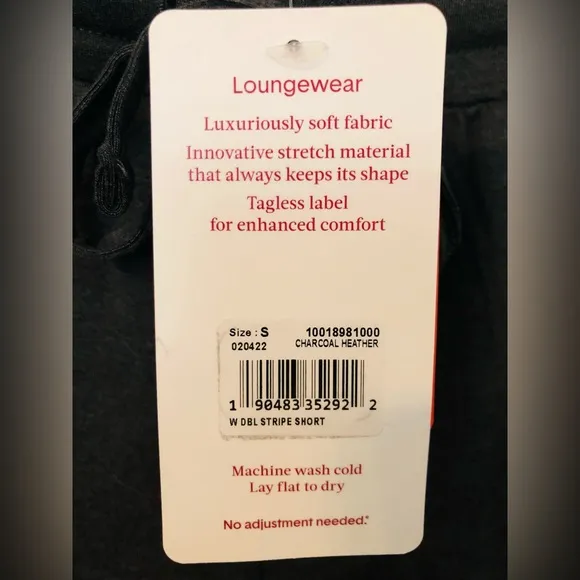 Loungewear
Luxuriously soft fabric
Innovative stretch material
that always keeps its shape
Tagless label
for enhanced comfort
Size : S 10018981000
020422 CHARCOAL HEATHER
1 90483 35292 2
W DBL STRIPE SHORT
Machine wash cold
Lay flat to dry
No adjustment needed.®